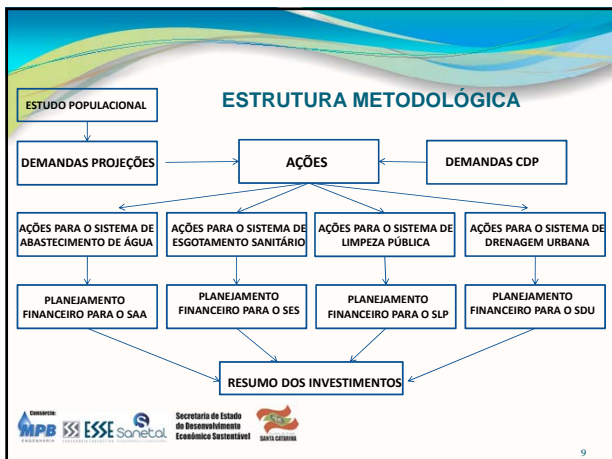 ESTRUTURA METODOLÓGICA
ESTUDO POPULACIONAL
DEMANDAS PROJEÇÕES
AÇÕES
DEMANDAS CDP
AÇÕES PARA O SISTEMA DE
ABASTECIMENTO DE ÁGUA
AÇÕES PARA O SISTEMA DE
ESGOTAMENTO SANITÁRIO
AÇÕES PARA O SISTEMA DE
LIMPEZA PÚBLICA
AÇÕES PARA O SISTEMA DE
DRENAGEM URBANA
PLANEJAMENTO
FINANCEIRO PARA O SAA
PLANEJAMENTO
FINANCEIRO PARA O SES
PLANEJAMENTO
FINANCEIRO PARA O SLP
PLANEJAMENTO
FINANCEIRO PARA O SDU
RESUMO DOS INVESTIMENTOS
Consórcio:
MPB
ENGENHARIA
ESSE
Sanetal
Secretaria de Estado
do Desenvolvimento
Econômico Sustentável
SANTA CATARINA
9